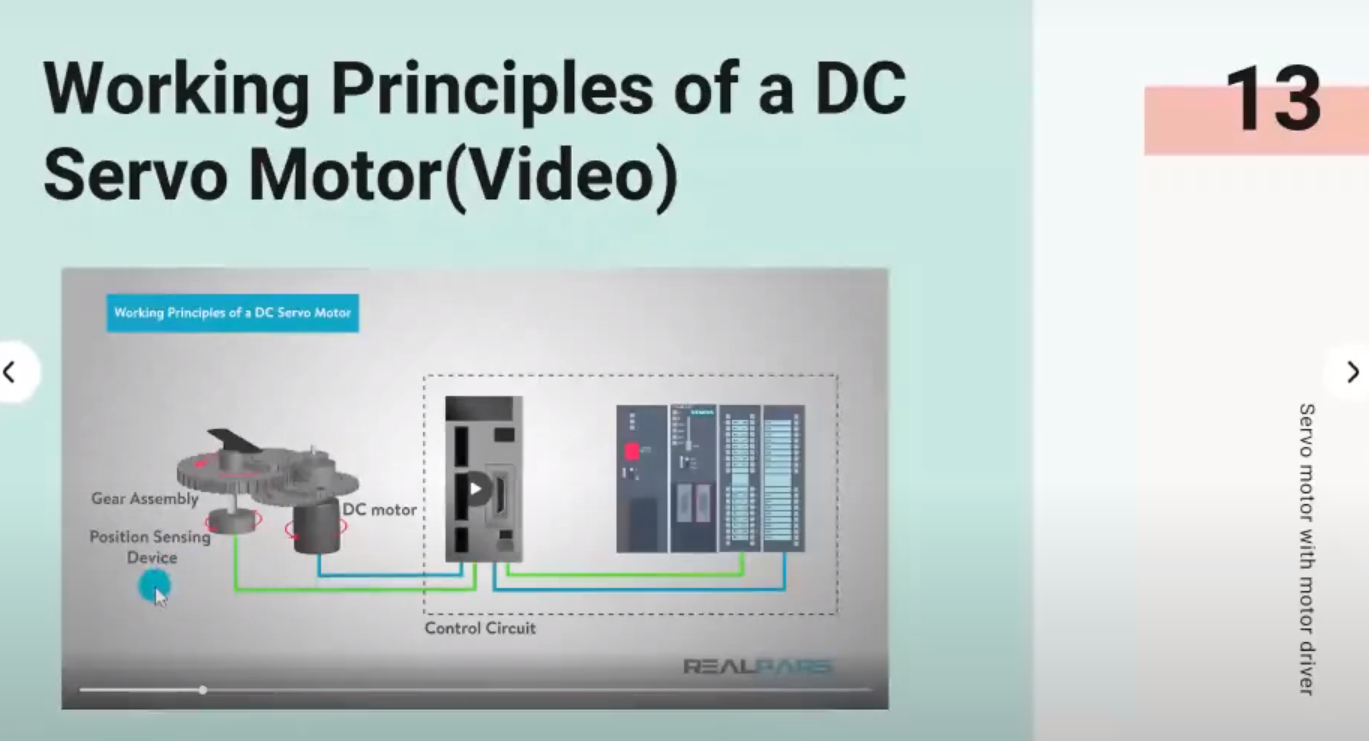 Working Principles of a DC
Servo Motor(Video)
13
Working Principles of a DC Servo Motor
SIEMENS
Gear Assembly
DC motor
Position Sensing
Device
Control Circuit
REALPARS
Servo motor with motor driver